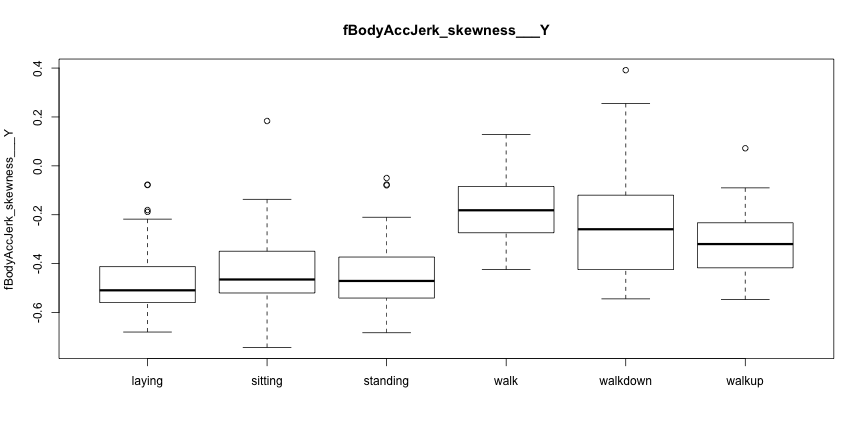 fBodyAccJerk_skewness___Y
fBodyAccJerk_skewness___Y
0.4
0.2
0.0
-0.2
-0.4
-0.6
laying sitting standing walk walkdown walkup